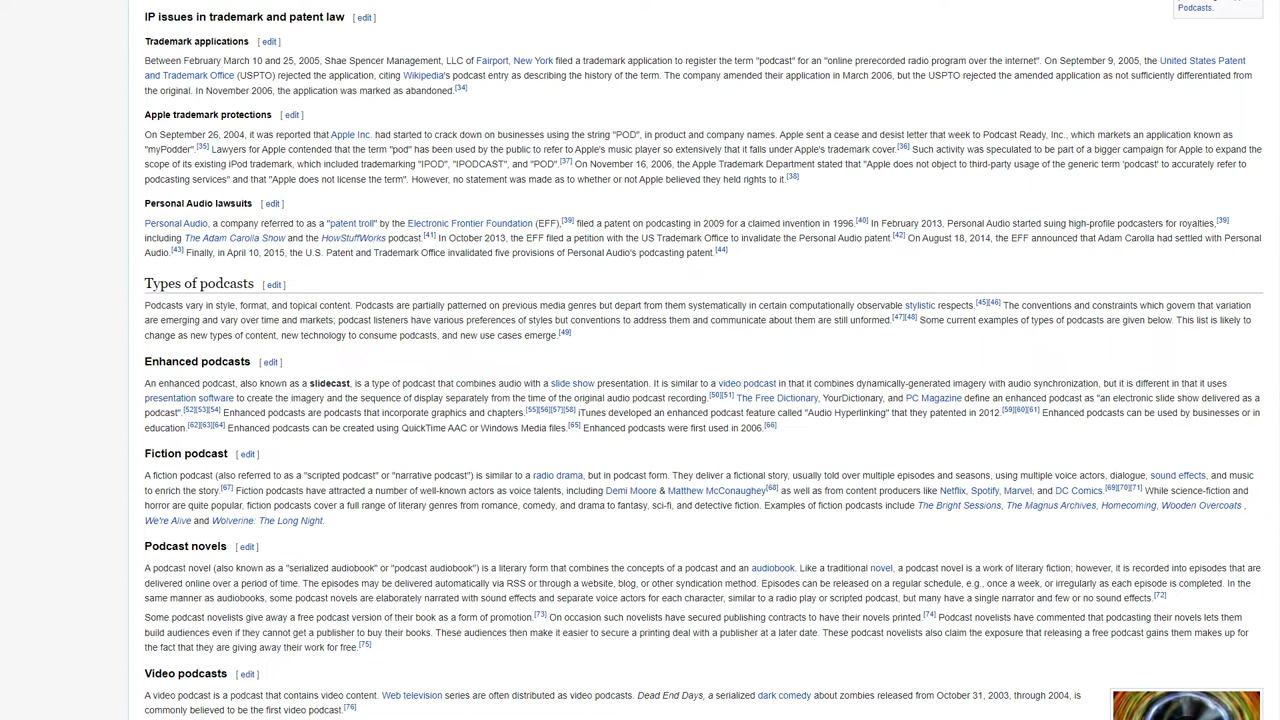 Podcasts.
IP issues in trademark and patent law [ edit ]
Trademark applications [ edit ]
Between February March 10 and 25, 2005, Shae Spencer Management, LLC of Fairport, New York filed a trademark application to register the term "podcast" for an "online prerecorded radio program over the internet". On September 9, 2005, the United States Patent
and Trademark Office (USPTO) rejected the application, citing Wikipedia's podcast entry as describing the history of the term. The company amended their application in March 2006, but the USPTO rejected the amended application as not sufficiently differentiated from
the original. In November 2006, the application was marked as abandoned.[34]
Apple trademark protections [ edit ]
On September 26, 2004, it was reported that Apple Inc. had started to crack down on businesses using the string "POD", in product and company names. Apple sent a cease and desist letter that week to Podcast Ready, Inc., which markets an application known as
"myPodder".[35] Lawyers for Apple contended that the term "pod" has been used by the public to refer to Apple's music player so extensively that it falls under Apple's trademark cover.[36] Such activity was speculated to be part of a bigger campaign for Apple to expand the
scope of its existing iPod trademark, which included trademarking "IPOD", "IPODCAST", and "POD".[37] On November 16, 2006, the Apple Trademark Department stated that "Apple does not object to third-party usage of the generic term 'podcast' to accurately refer to
podcasting services" and that "Apple does not license the term". However, no statement was made as to whether or not Apple believed they held rights to it.[38]
Personal Audio lawsuits [ edit ]
Personal Audio, a company referred to as a "patent troll" by the Electronic Frontier Foundation (EFF),[39] filed a patent on podcasting in 2009 for a claimed invention in 1996.[40] In February 2013, Personal Audio started suing high-profile podcasters for royalties,[39]
including The Adam Carolla Show and the HowStuffWorks podcast.[41] In October 2013, the EFF filed a petition with the US Trademark Office to invalidate the Personal Audio patent.[42] On August 18, 2014, the EFF announced that Adam Carolla had settled with Personal
Audio.[43] Finally, in April 10, 2015, the U.S. Patent and Trademark Office invalidated five provisions of Personal Audio's podcasting patent.[44]
Types of podcasts [ edit ]
Podcasts vary in style, format, and topical content. Podcasts are partially patterned on previous media genres but depart from them systematically in certain computationally observable stylistic respects.[45][46] The conventions and constraints which govern that variation
are emerging and vary over time and markets; podcast listeners have various preferences of styles but conventions to address them and communicate about them are still unformed.[47][48] Some current examples of types of podcasts are given below. This list is likely to
change as new types of content, new technology to consume podcasts, and new use cases emerge.[49]
Enhanced podcasts [ edit ]
An enhanced podcast, also known as a slidecast, is a type of podcast that combines audio with a slide show presentation. It is similar to a video podcast in that it combines dynamically-generated imagery with audio synchronization, but it is different in that it uses
presentation software to create the imagery and the sequence of display separately from the time of the original audio podcast recording.[50][51] The Free Dictionary, YourDictionary, and PC Magazine define an enhanced podcast as "an electronic slide show delivered as a
podcast".[52][53][54] Enhanced podcasts are podcasts that incorporate graphics and chapters.[55][56][57][58] iTunes developed an enhanced podcast feature called "Audio Hyperlinking" that they patented in 2012.[59][60][61] Enhanced podcasts can be used by businesses or in
education.[62][63][64] Enhanced podcasts can be created using QuickTime AAC or Windows Media files.[65] Enhanced podcasts were first used in 2006.[66]
Fiction podcast [ edit ]
A fiction podcast (also referred to as a "scripted podcast" or "narrative podcast") is similar to a radio drama, but in podcast form. They deliver a fictional story, usually told over multiple episodes and seasons, using multiple voice actors, dialogue, sound effects, and music
to enrich the story.[67] Fiction podcasts have attracted a number of well-known actors as voice talents, including Demi Moore & Matthew McConaughey[68] as well as from content producers like Netflix, Spotify, Marvel, and DC Comics.[69][70][71] While science-fiction and
horror are quite popular, fiction podcasts cover a full range of literary genres from romance, comedy, and drama to fantasy, sci-fi, and detective fiction. Examples of fiction podcasts include The Bright Sessions, The Magnus Archives, Homecoming, Wooden Overcoats ,
We're Alive and Wolverine: The Long Night.
Podcast novels [ edit ]
A podcast novel (also known as a "serialized audiobook" or "podcast audiobook") is a literary form that combines the concepts of a podcast and an audiobook. Like a traditional novel, a podcast novel is a work of literary fiction; however, it is recorded into episodes that are
delivered online over a period of time. The episodes may be delivered automatically via RSS or through a website, blog, or other syndication method. Episodes can be released on a regular schedule, e.g., once a week, or irregularly as each episode is completed. In the
same manner as audiobooks, some podcast novels are elaborately narrated with sound effects and separate voice actors for each character, similar to a radio play or scripted podcast, but many have a single narrator and few or no sound effects.[72]
Some podcast novelists give away a free podcast version of their book as a form of promotion.[73] On occasion such novelists have secured publishing contracts to have their novels printed.[74] Podcast novelists have commented that podcasting their novels lets them
build audiences even if they cannot get a publisher to buy their books. These audiences then make it easier to secure a printing deal with a publisher at a later date. These podcast novelists also claim the exposure that releasing a free podcast gains them makes up for
the fact that they are giving away their work for free.[75]
Video podcasts [ edit ]
A video podcast is a podcast that contains video content. Web television series are often distributed as video podcasts. Dead End Days, a serialized dark comedy about zombies released from October 31, 2003, through 2004, is
commonly believed to be the first video podcast.[76]